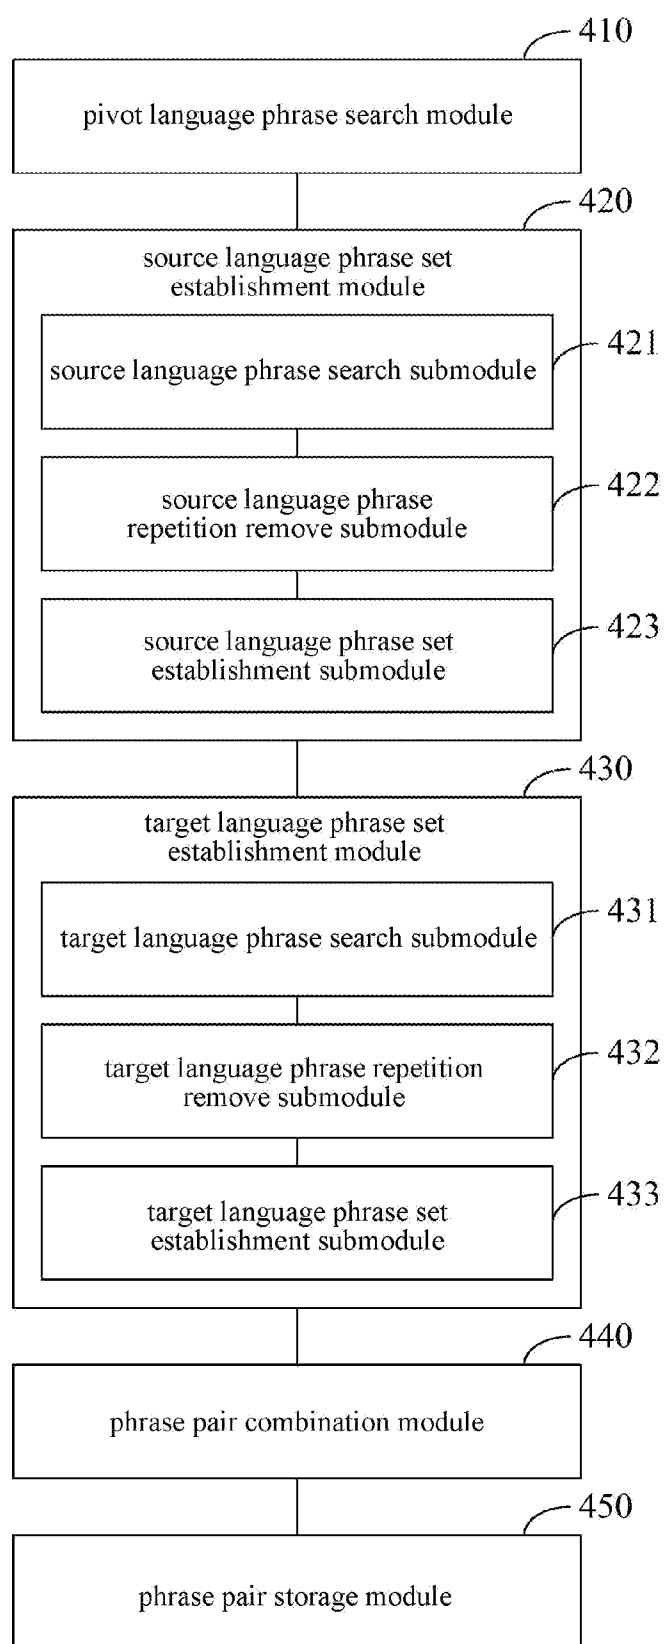 410
pivot language phrase search module
420
source language phrase set
establishment module
421
source language phrase search submodule
422
source language phrase
repetition remove submodule
423
source language phrase set
establishment submodule
430
target language phrase set
establishment module
431
target language phrase search submodule
432
target language phrase repetition
remove submodule
433
target language phrase set
establishment submodule
440
phrase pair combination module
450
phrase pair storage module